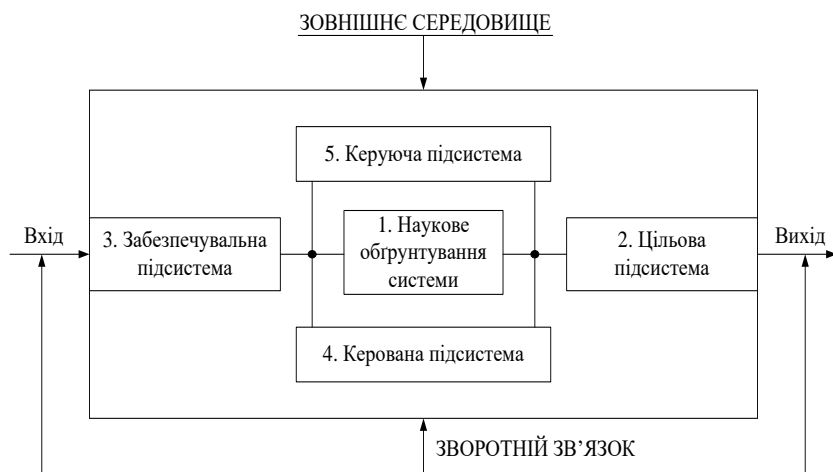 ЗОВНІШНЄ СЕРЕДОВИЩЕ
5. Керуюча підсистема
Вхід
3. Забезпечувальна
підсистема
1. Наукове
обґрунтування
системи
2. Цільова
підсистема
Вихід
4. Керована підсистема
ЗВОРОТНІЙ ЗВ’ЯЗОК